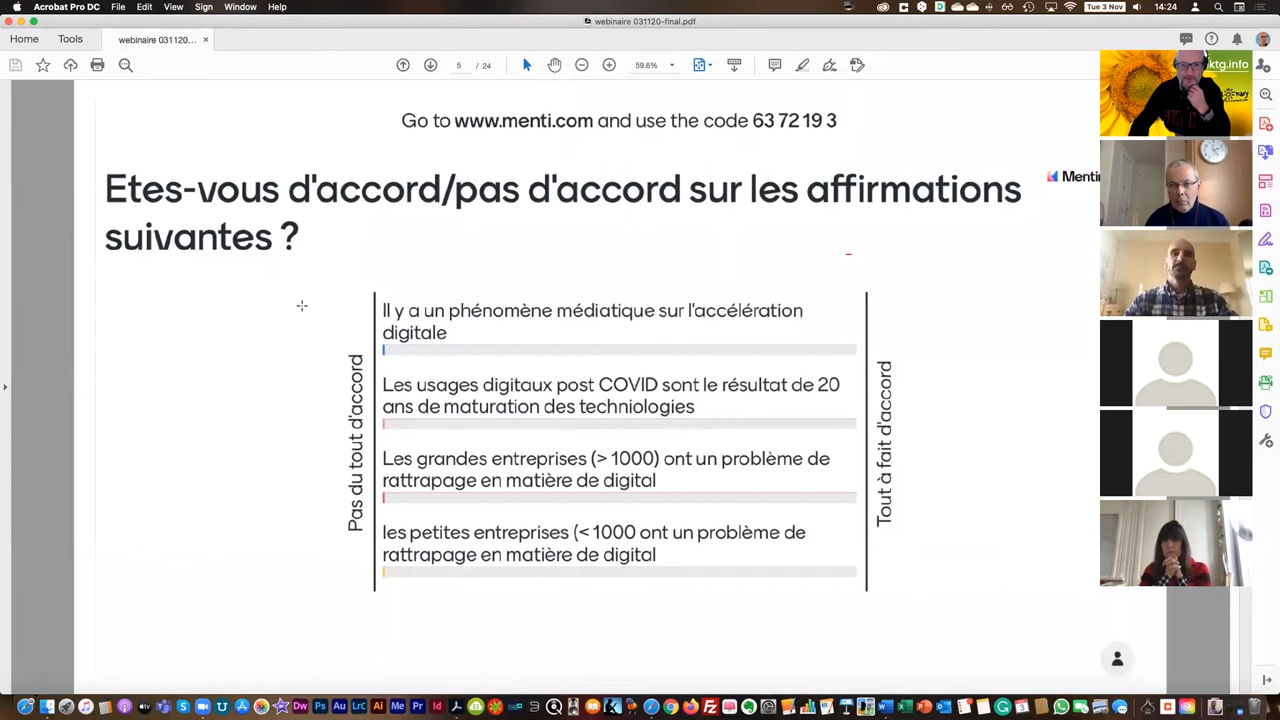 Acrobat Pro DC File Edit View Sign Window Help Tue 3 Nov 14:24
webinaire 031120-final.pdf
Home Tools webinaire 031120... ×
5 / 24 59.6%
ktg.info
Go to www.menti.com and use the code 63 72 19 3
Etes-vous d'accord/pas d'accord sur les affirmations
suivantes ?
Menti
Pas du tout d'accord
Il y a un phénomène médiatique sur l'accélération
digitale
Les usages digitaux post COVID sont le résultat de 20
ans de maturation des techniologies
Les grandes entreprises (> 1000) ont un problème de
rattrapage en matière de digital
les petites entreprises (< 1000 ont un problème de
rattrapage en matière de digital
Tout à fait d'accord